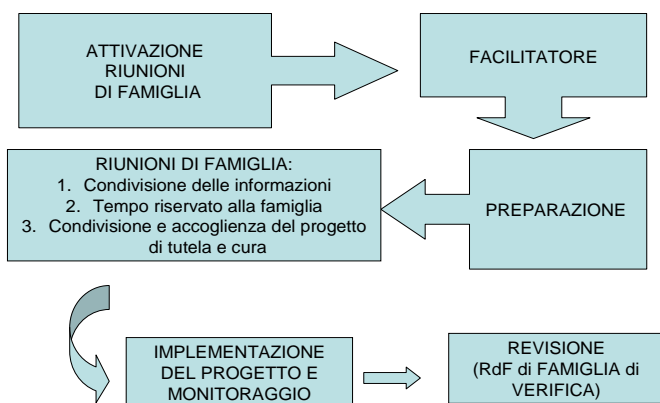 ATTIVAZIONE
RIUNIONI
DI FAMIGLIA
FACILITATORE
RIUNIONI DI FAMIGLIA:
1. Condivisione delle informazioni
2. Tempo riservato alla famiglia
3. Condivisione e accoglienza del progetto
di tutela e cura
PREPARAZIONE
IMPLEMENTAZIONE
DEL PROGETTO E
MONITORAGGIO
REVISIONE
(RdF di FAMIGLIA di
VERIFICA)